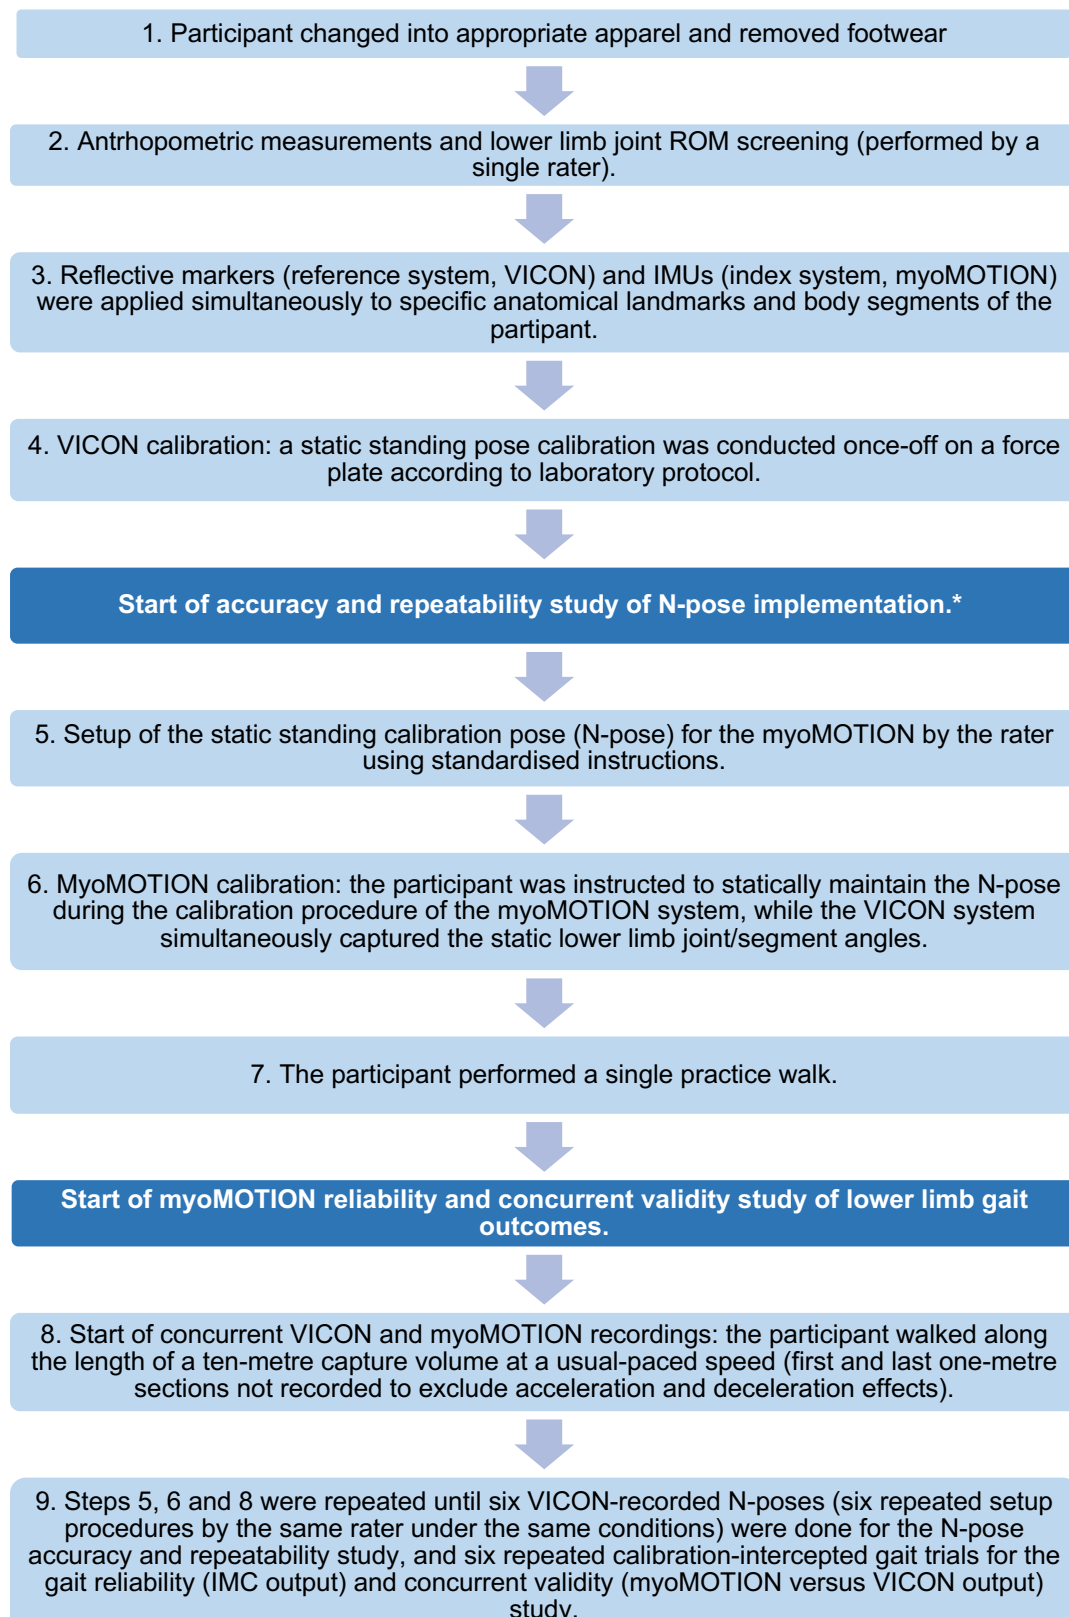 1. Participant changed into appropriate apparel and removed footwear
2. Antrhopometric measurements and lower limb joint ROM screening (performed by a
single rater).
3. Reflective markers (reference system, VICON) and IMUs (index system, myoMOTION)
were applied simultaneously to specific anatomical landmarks and body segments of the
partipant.
4. VICON calibration: a static standing pose calibration was conducted once-off on a force
plate according to laboratory protocol.
Start of accuracy and repeatability study of N-pose implementation.*
5. Setup of the static standing calibration pose (N-pose) for the myoMOTION by the rater
using standardised instructions.
6. MyoMOTION calibration: the participant was instructed to statically maintain the N-pose
during the calibration procedure of the myoMOTION system, while the VICON system
simultaneously captured the static lower limb joint/segment angles.
7. The participant performed a single practice walk.
Start of myoMOTION reliability and concurrent validity study of lower limb gait
outcomes.
8. Start of concurrent VICON and myoMOTION recordings: the participant walked along
the length of a ten-metre capture volume at a usual-paced speed (first and last one-metre
sections not recorded to exclude acceleration and deceleration effects).
9. Steps 5, 6 and 8 were repeated until six VICON-recorded N-poses (six repeated setup
procedures by the same rater under the same conditions) were done for the N-pose
accuracy and repeatability study, and six repeated calibration-intercepted gait trials for the
gait reliability (IMC output) and concurrent validity (myoMOTION versus VICON output)
study.